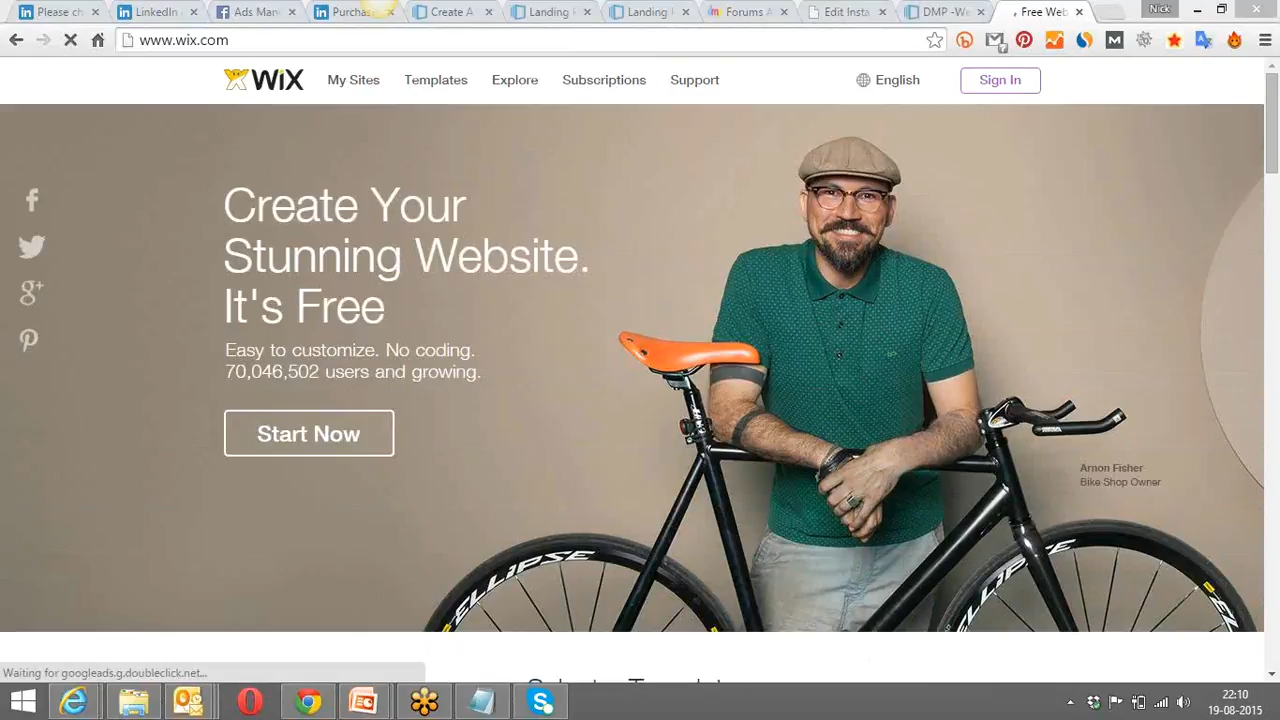 Please ch
LinkedIn
Ads Man
Purchas
Create A
Landing
Landing
Forums A
Edit Insta
DMP -We
Free Web
Nick
www.wix.com
WiX
My Sites
Templates
Explore
Subscriptions
Support
English
Sign In
Create Your
Stunning Website.
It's Free
Easy to customize. No coding.
70,046,502 users and growing.
Start Now
Arnon Fisher
Bike Shop Owner
ELLIPSE
Waiting for googleads.g.doubleclick.net...
22:10
19-08-2015